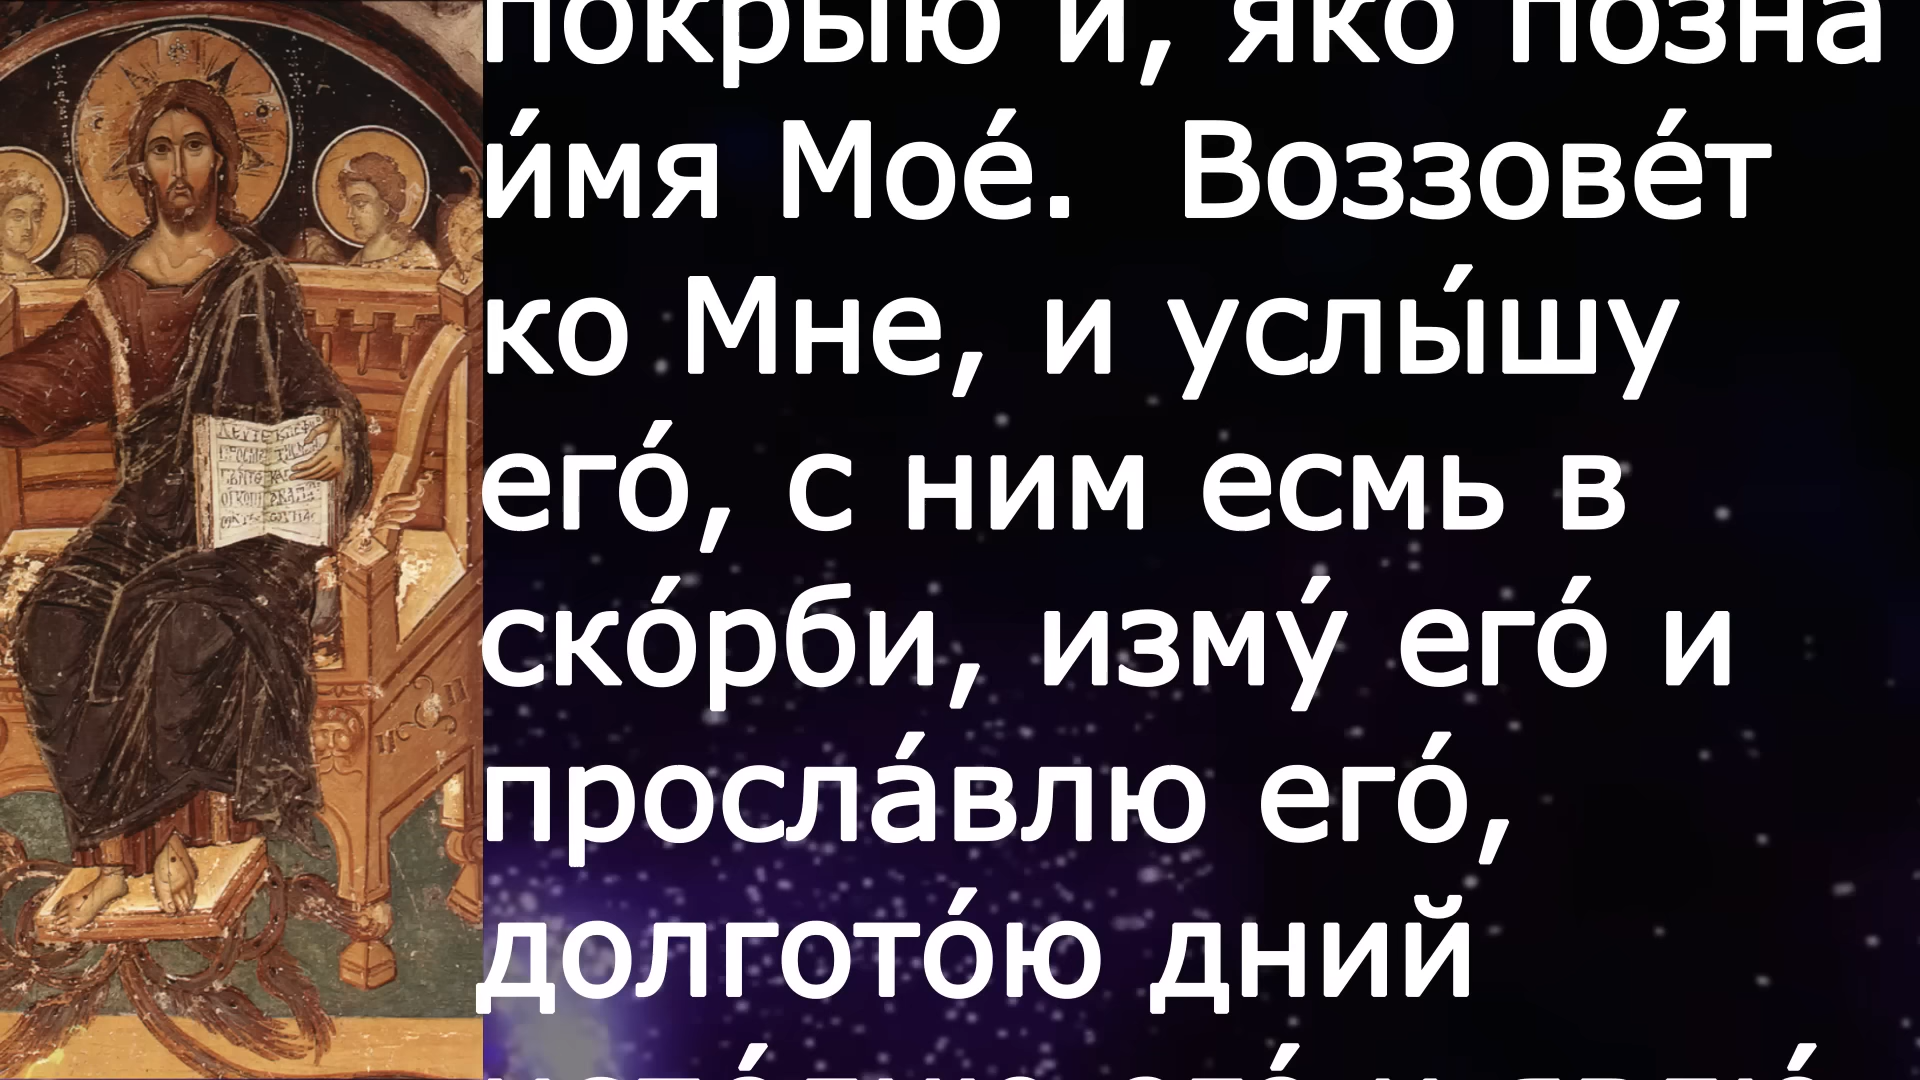 покрыю и, яко позна
и́мя Мое́. Воззове́т
ко Мне, и услы́шу
его́, с ним есмь в
ско́рби, изму́ его́ и
просла́влю его́,
долгото́ю дний